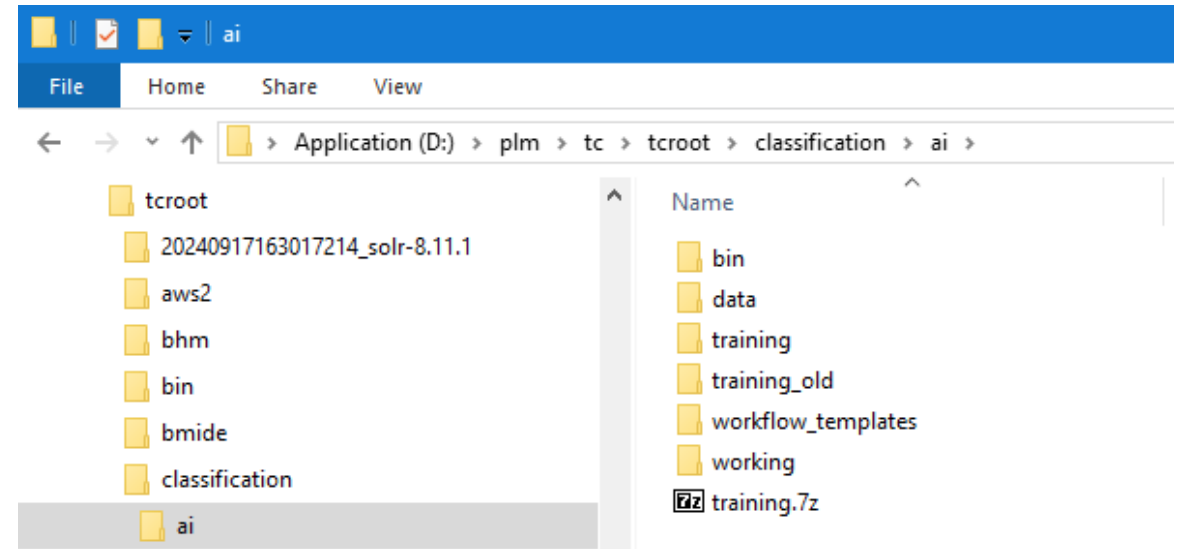 ai
File Home Share View
Application (D:) > plm > tc > tcroot > classification > ai >
tcroot
20240917163017214_solr-8.11.1
aws2
bhm
bin
bmide
classification
ai
Name
bin
data
training
training_old
workflow_templates
working
7z training.7z